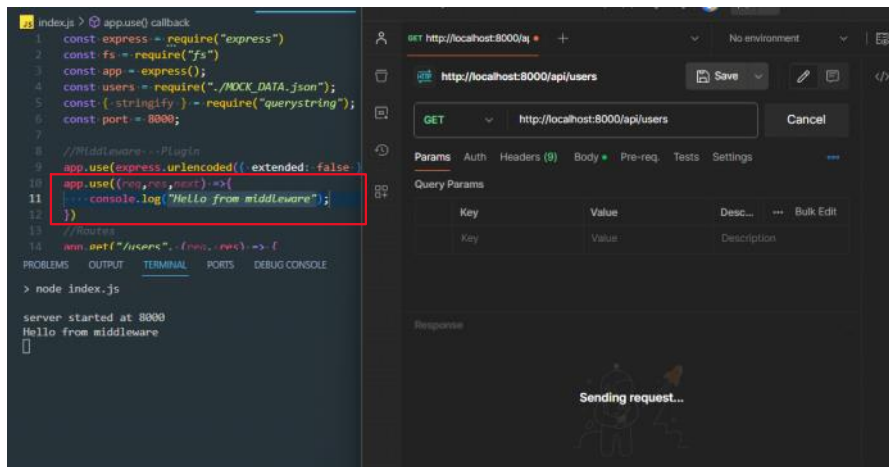 index.js > app.use() callback
1 const express = require("express")
2 const fs = require("fs")
3 const app = express();
4 const users = require("./MOCK_DATA.json");
5 const { stringify } = require("querystring");
6 const port = 8000;
7
8 //Middleware - Plugin
9 app.use(express.urlencoded({ extended: false }
10 app.use((req,res,next) =>{
11 console.log("Hello from middleware");
12 })
13 //Routes
14 app.get("/users", (req, res) => {
PROBLEMS OUTPUT TERMINAL PORTS DEBUG CONSOLE
> node index.js
server started at 8000
Hello from middleware
GET http://localhost:8000/ap
No environment
HTTP http://localhost:8000/api/users
Save
GET http://localhost:8000/api/users
Cancel
Params Auth Headers (9) Body Pre-req. Tests Settings
Query Params
Key Value Desc... Bulk Edit
Key Value Description
Response
Sending request...